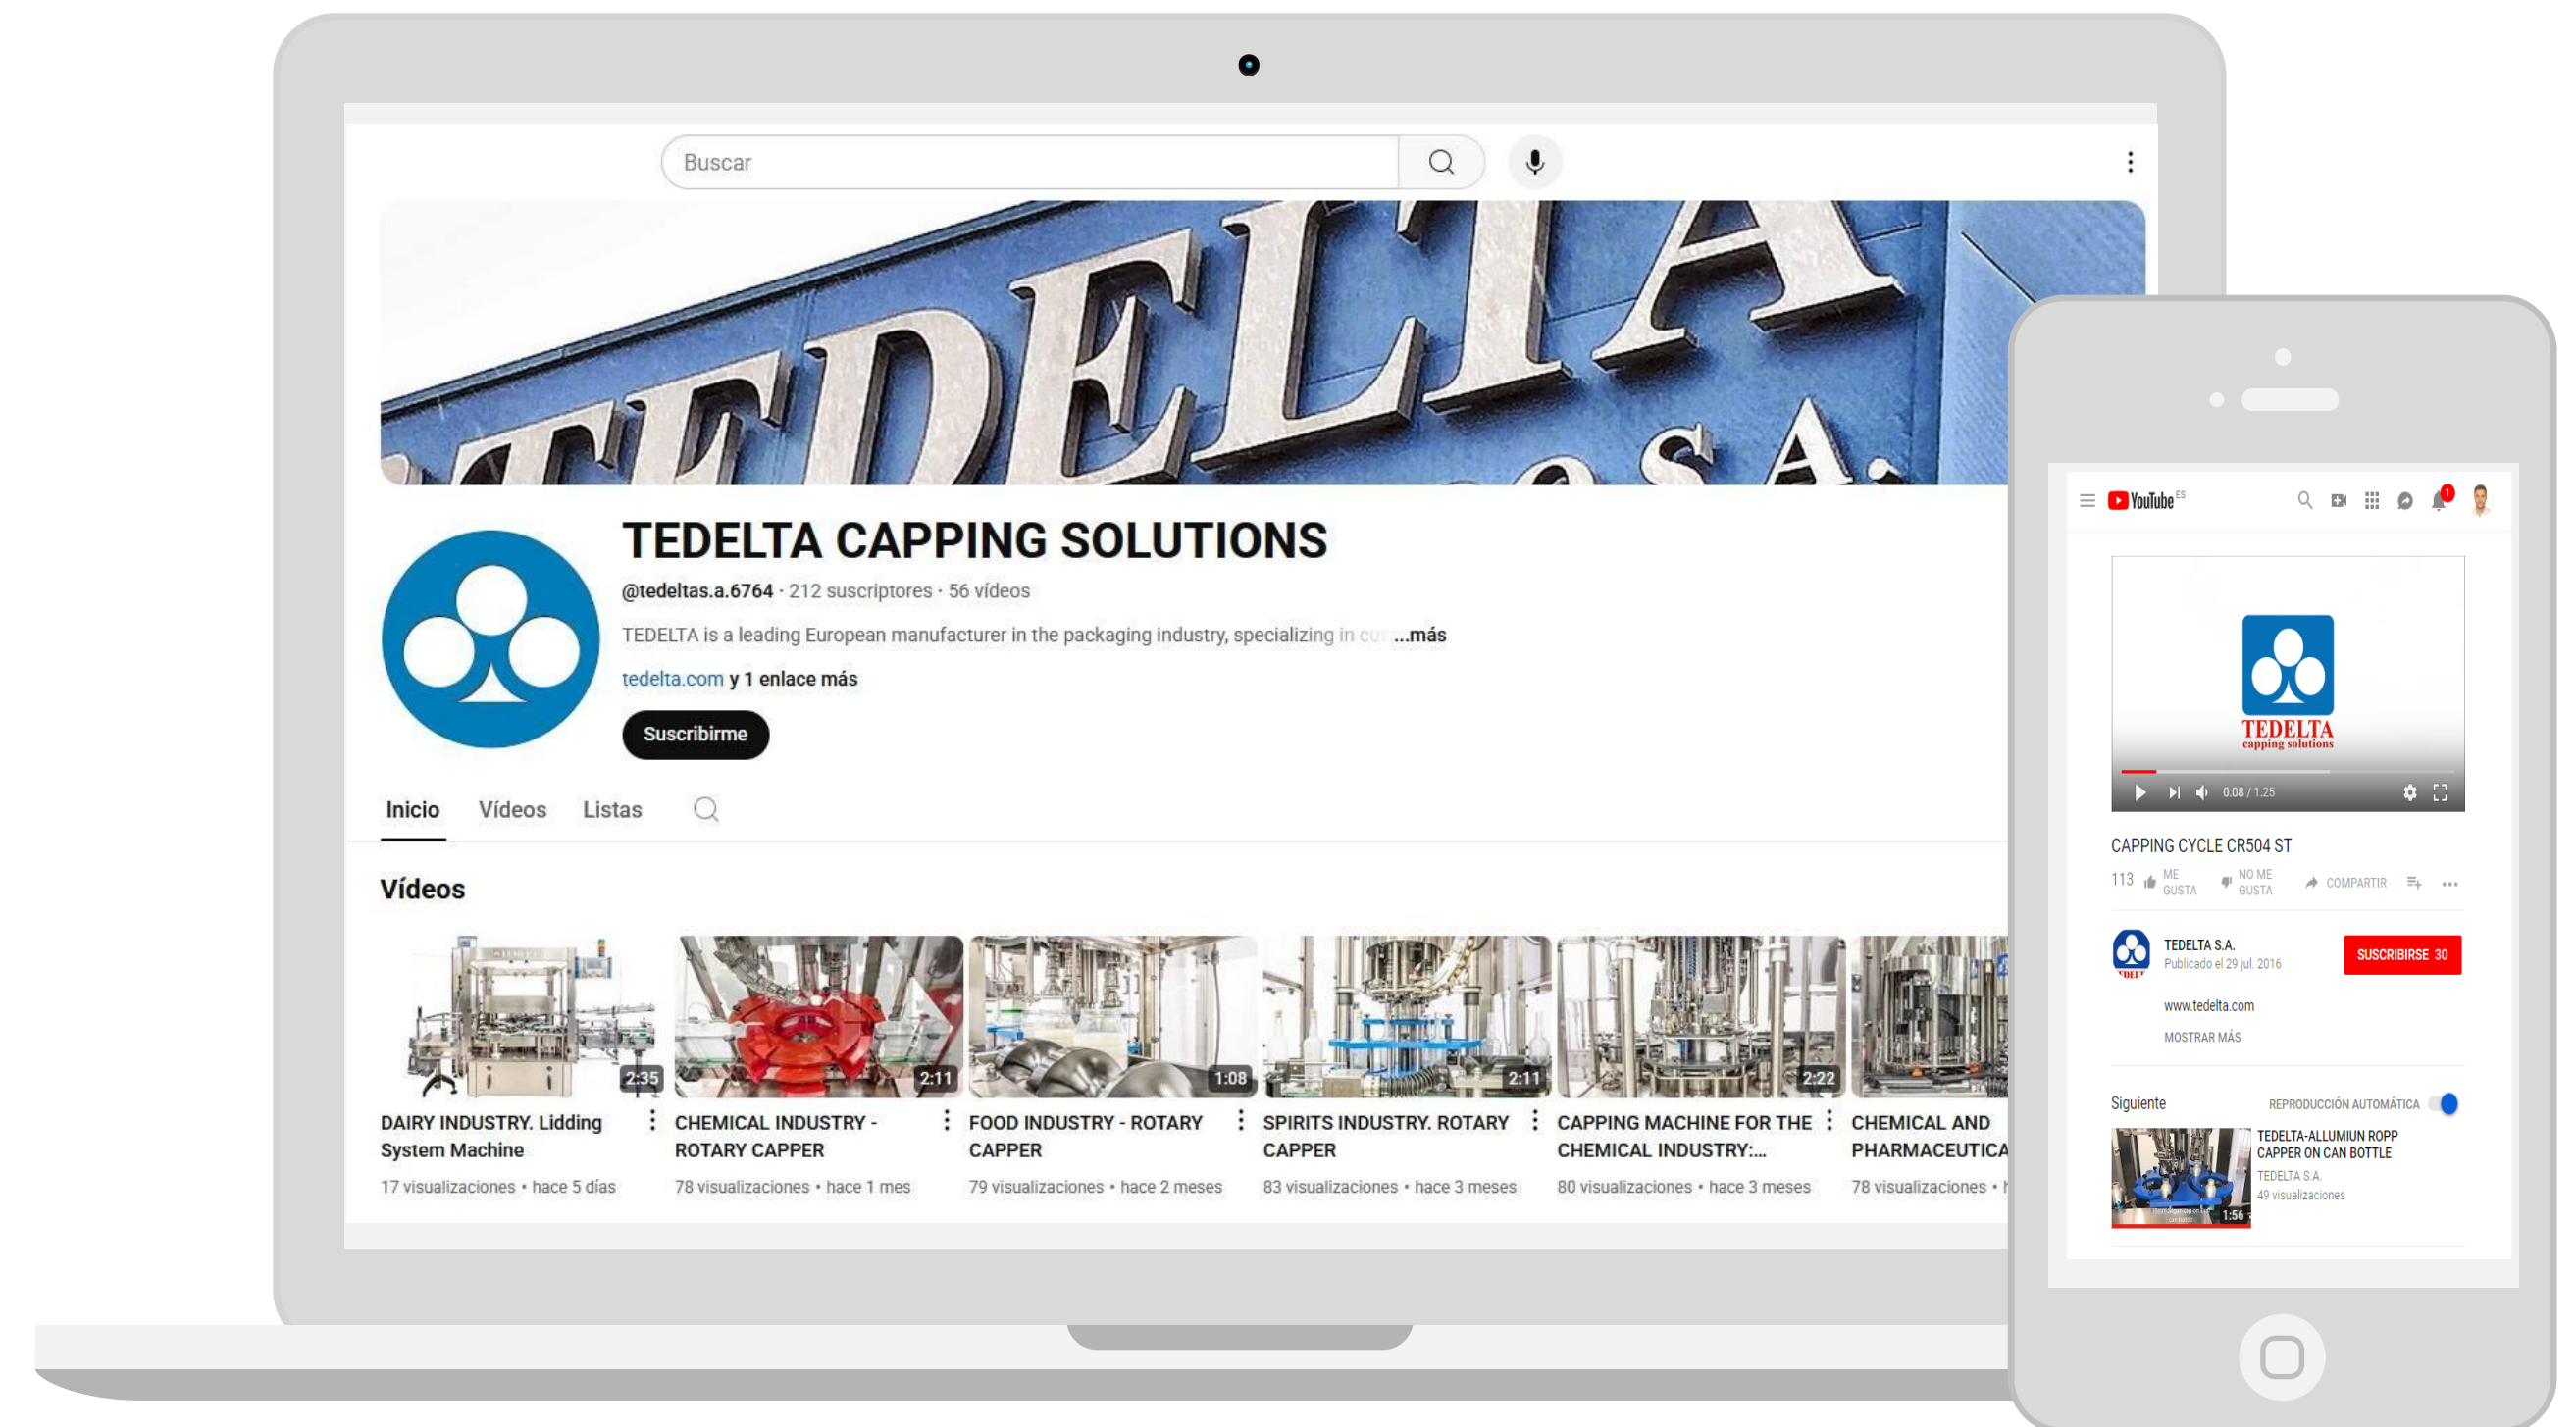 Buscar
TEDELTA
S.A.
TEDELTA CAPPING SOLUTIONS
@tedeltas.a.6764 · 212 suscriptores · 56 vídeos
TEDELTA is a leading European manufacturer in the packaging industry, specializing in cus ...más
tedelta.com y 1 enlace más
Suscribirme
Inicio Vídeos Listas
Vídeos
2:35 2:11 1:08 2:11 2:22
DAIRY INDUSTRY. Lidding
System Machine
17 visualizaciones • hace 5 días
CHEMICAL INDUSTRY -
ROTARY CAPPER
78 visualizaciones • hace 1 mes
FOOD INDUSTRY - ROTARY
CAPPER
79 visualizaciones • hace 2 meses
SPIRITS INDUSTRY. ROTARY
CAPPER
83 visualizaciones • hace 3 meses
CAPPING MACHINE FOR THE
CHEMICAL INDUSTRY:...
80 visualizaciones • hace 3 meses
CHEMICAL AND
PHARMACEUTICA
78 visualizaciones •
YouTube ES
1
TEDELTA
capping solutions
0:08 / 1:25
CAPPING CYCLE CR504 ST
113 ME GUSTA NO ME GUSTA COMPARTIR
TEDELTA S.A.
Publicado el 29 jul. 2016
SUSCRIBIRSE 30
www.tedelta.com
MOSTRAR MÁS
Siguiente REPRODUCCIÓN AUTOMÁTICA
TEDELTA-ALLUMIUN ROPP
CAPPER ON CAN BOTTLE
TEDELTA S.A.
49 visualizaciones
1:56